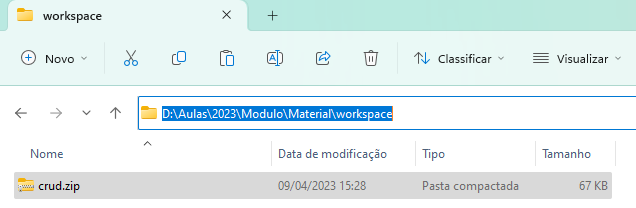 workspace
Novo
Classificar
Visualizar
D:\Aulas\2023\Modulo\Material\workspace
Nome Data de modificação Tipo Tamanho
crud.zip 09/04/2023 15:28 Pasta compactada 67 KB